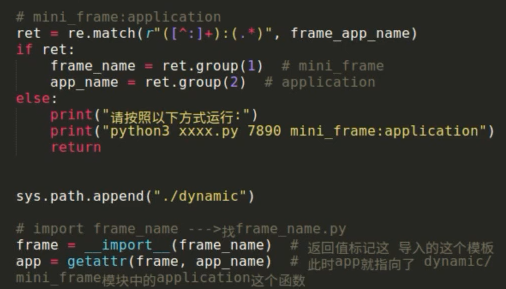 # mini_frame:application
ret = re.match(r"([^:]+):(.*)", frame_app_name)
if ret:
    frame_name = ret.group(1)  # mini_frame
    app_name = ret.group(2)  # application
else:
    print("请按照以下方式运行:")
    print("python3 xxxx.py 7890 mini_frame:application")
    return
sys.path.append("./dynamic")
# import frame_name --->找frame_name.py
frame = __import__(frame_name)  # 返回值标记这 导入的这个模板
app = getattr(frame, app_name)  # 此时app就指向了 dynamic/
mini_frame模块中的application这个函数